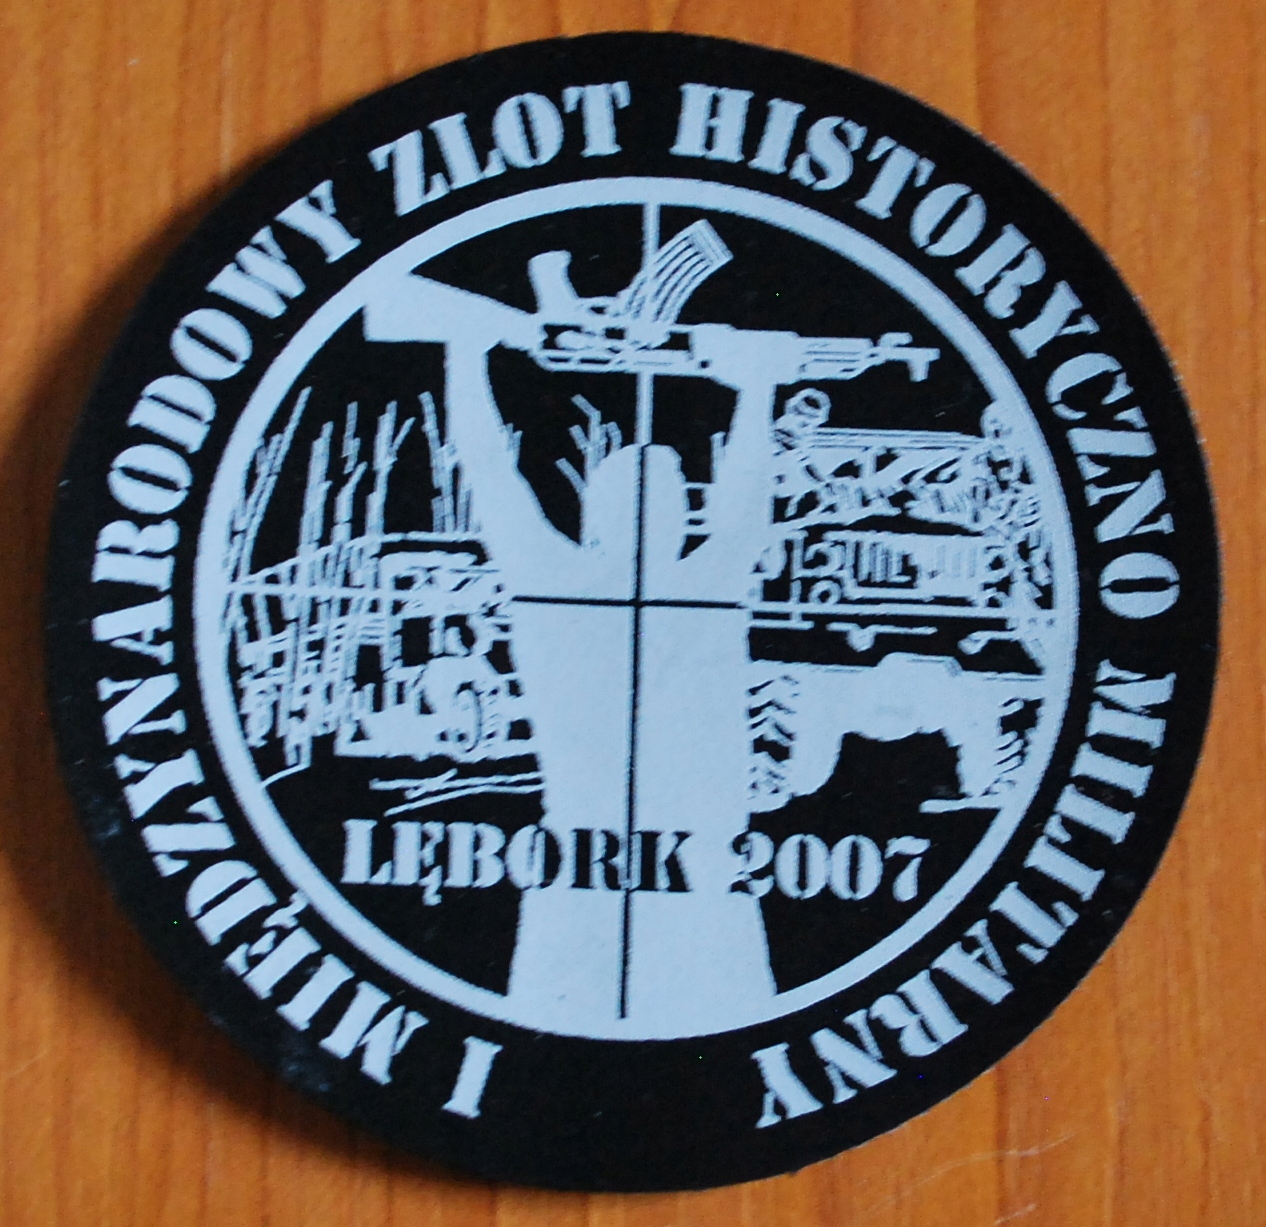 I MIĘDZYNARODOWY ZLOT HISTORYCZNO MILITARNY
LĘBORK 2007